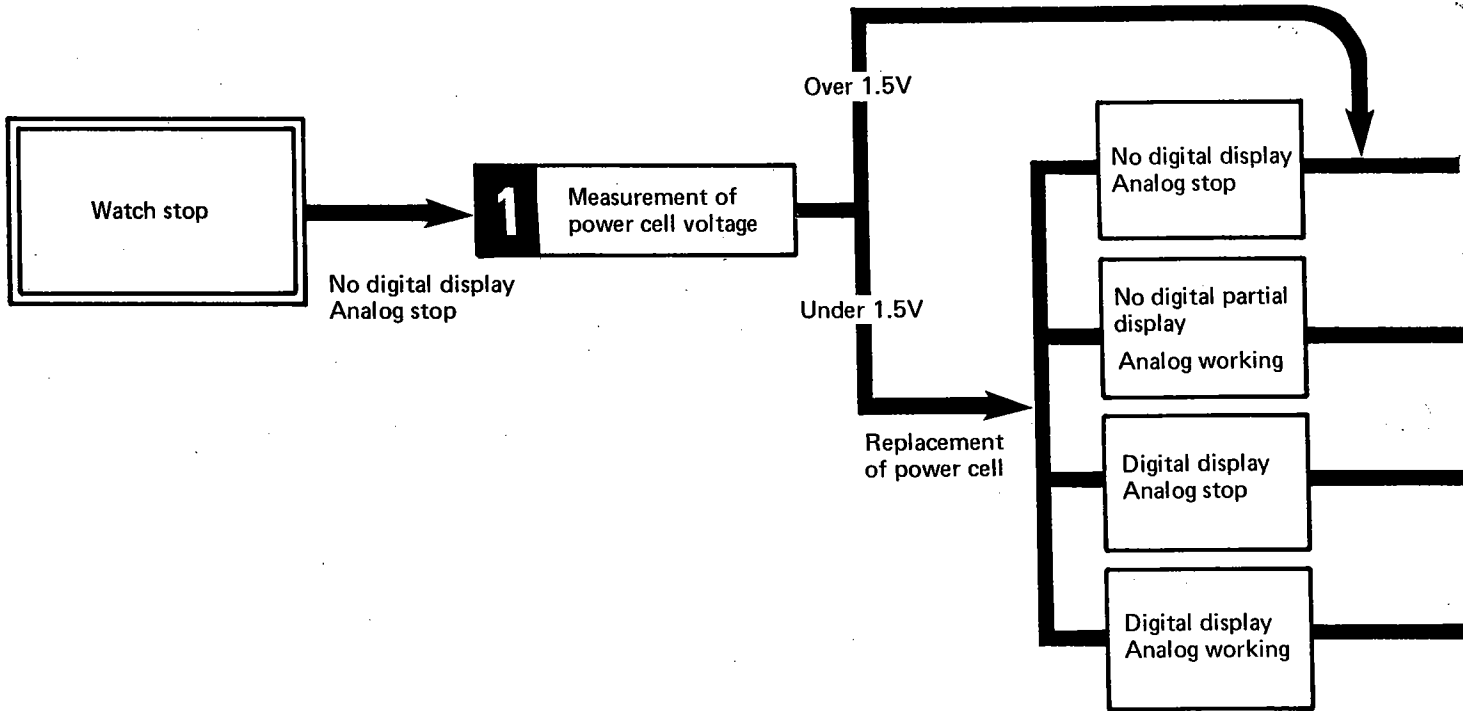 Watch stop
No digital display
Analog stop
1
Measurement of
power cell voltage
Over 1.5V
Under 1.5V
Replacement
of power cell
No digital display
Analog stop
No digital partial
display
Analog working
Digital display
Analog stop
Digital display
Analog working